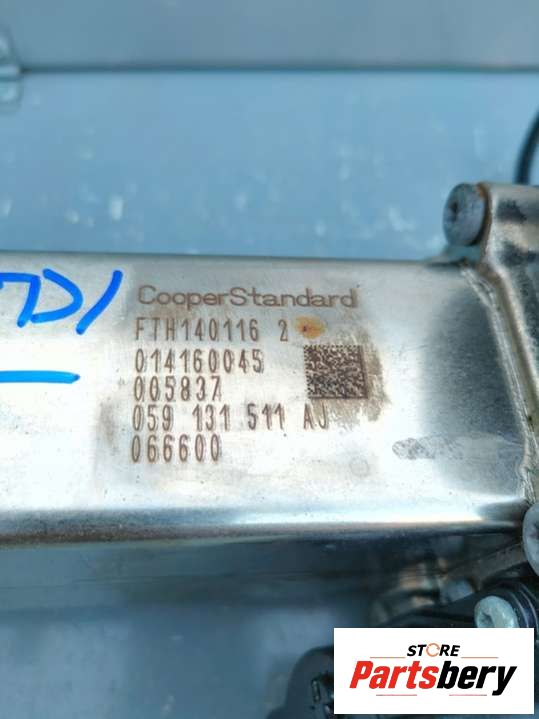 TDI
CooperStandard
FTH140116 2
014160045
005837
059 131 511 AJ
066600
STORE
Partsbery